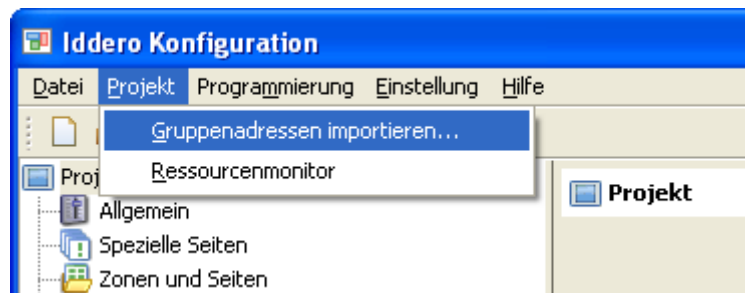 Iddero Konfiguration
Datei Projekt Programmierung Einstellung Hilfe
Gruppenadressen importieren...
Ressourcenmonitor
Proj
Projekt
Allgemein
Spezielle Seiten
Zonen und Seiten